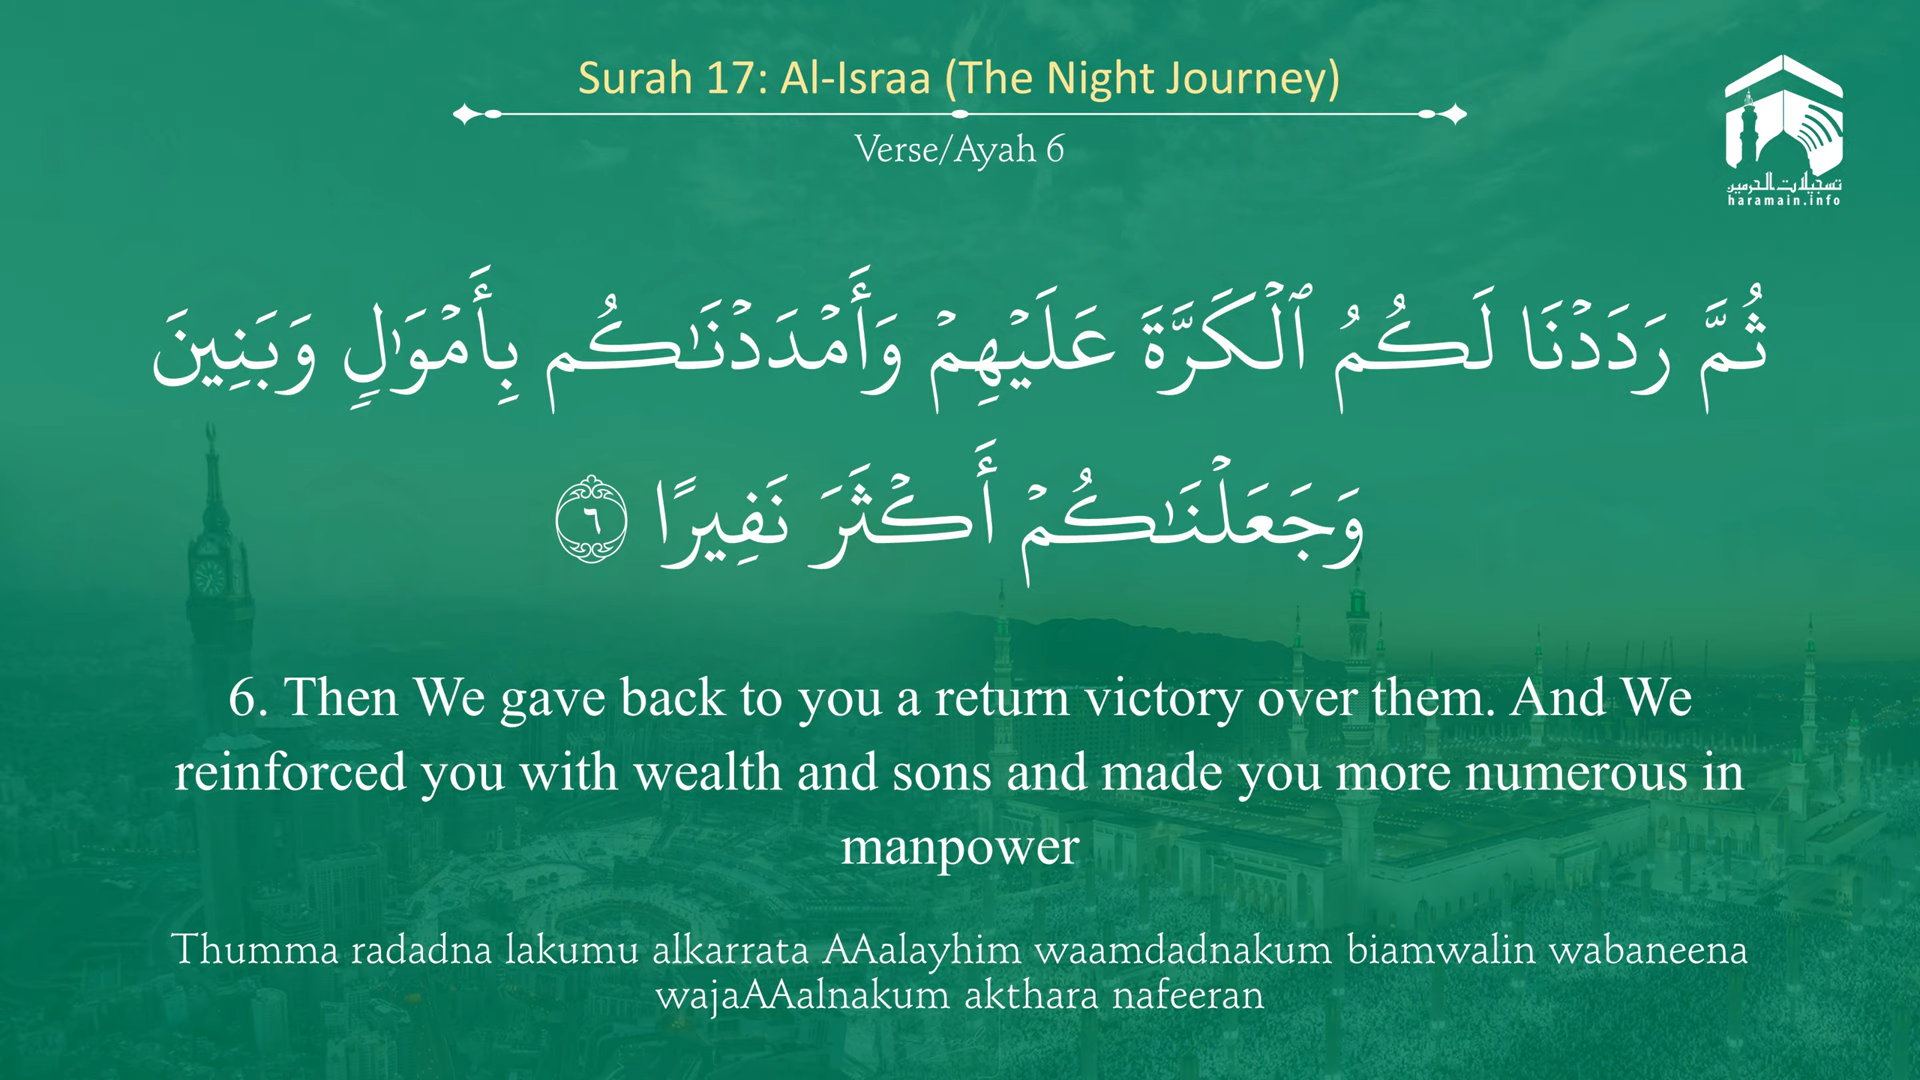 Surah 17: Al-Israa (The Night Journey)
Verse/Ayah 6
تسجيلات الحرمين
haramain.info
ثُمَّ رَدَدْنَا لَكُمُ ٱلْكَرَّةَ عَلَيْهِمْ وَأَمْدَدْنَـٰكُم بِأَمْوَٰلٍ وَبَنِينَ
وَجَعَلْنَـٰكُمْ أَكْثَرَ نَفِيرًا ٦
6. Then We gave back to you a return victory over them. And We
reinforced you with wealth and sons and made you more numerous in
manpower
Thumma radadna lakumu alkarrata AAalayhim waamdadnakum biamwalin wabaneena
wajaAAalnakum akthara nafeeran